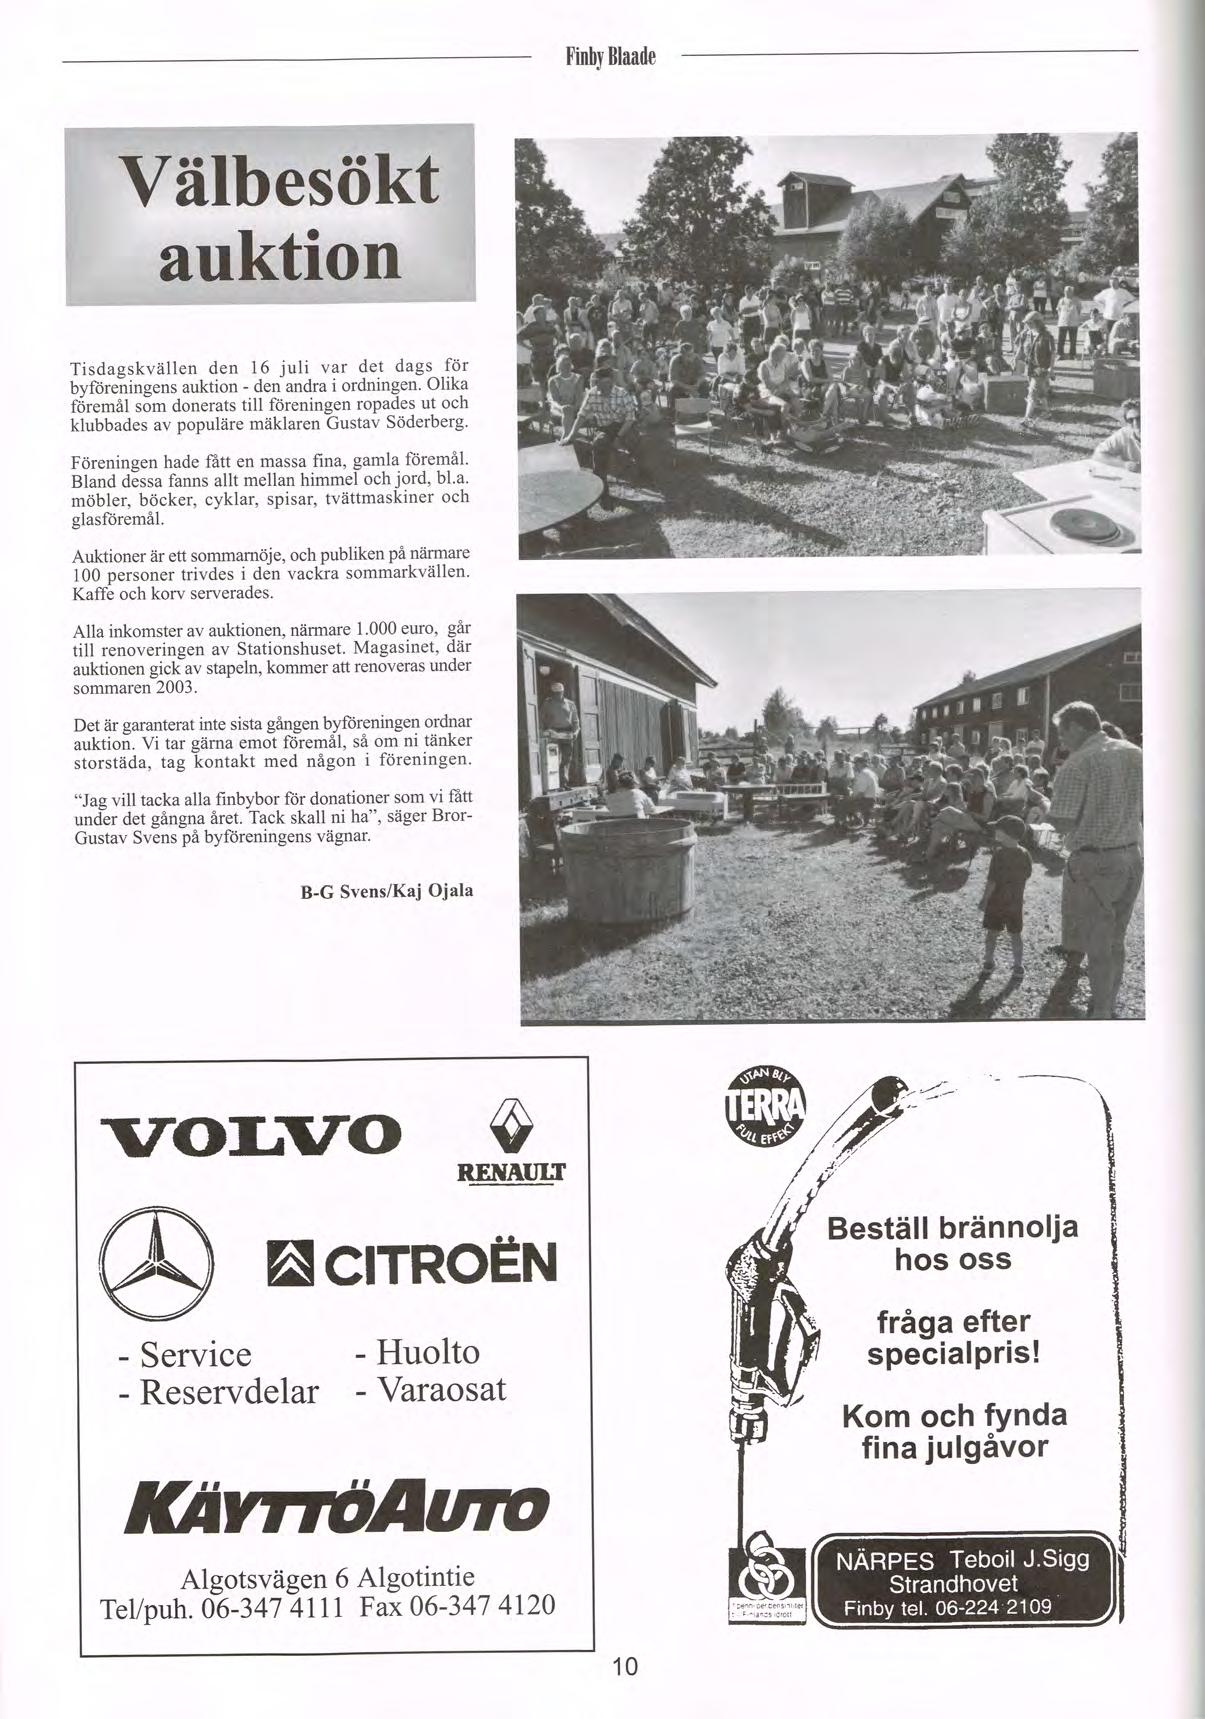 Finby Blaade
Välbesökt
auktion
Tisdagskvällen den 16 juli var det dags för
byföreningens auktion - den andra i ordningen. Olika
föremål som donerats till föreningen ropades ut och
klubbades av populäre mäklaren Gustav Söderberg.
Föreningen hade fått en massa fina, gamla föremål.
Bland dessa fanns allt mellan himmel och jord, bl.a.
möbler, böcker, cyklar, spisar, tvättmaskiner och
glasföremål.
Auktioner är ett sommarnöje, och publiken på närmare
100 personer trivdes i den vackra sommarkvällen.
Kaffe och korv serverades.
Alla inkomster av auktionen, närmare 1.000 euro, går
till renoveringen av Stationshuset. Magasinet, där
auktionen gick av stapeln, kommer att renoveras under
sommaren 2003.
Det är garanterat inte sista gången byföreningen ordnar
auktion. Vi tar gärna emot föremål, så om ni tänker
storstäda, tag kontakt med någon i föreningen.
“Jag vill tacka alla finbybor för donationer som vi fått
under det gångna året. Tack skall ni ha”, säger Bror-
Gustav Svens på byföreningens vägnar.
B-G Svens/Kaj Ojala
VOLVO
RENAULT
CITROËN
- Service - Huolto
- Reservdelar - Varaosat
KÄYTTÖAUTO
Algotsvägen 6 Algotintie
Tel/puh. 06-347 4111 Fax 06-347 4120
UTAN BLY
TERRA
FULL EFFEKT
Beställ brännolja
hos oss
fråga efter
specialpris!
Kom och fynda
fina julgåvor
NÄRPES Teboil J.Sigg
Strandhovet
Finby tel. 06-224 2109
10